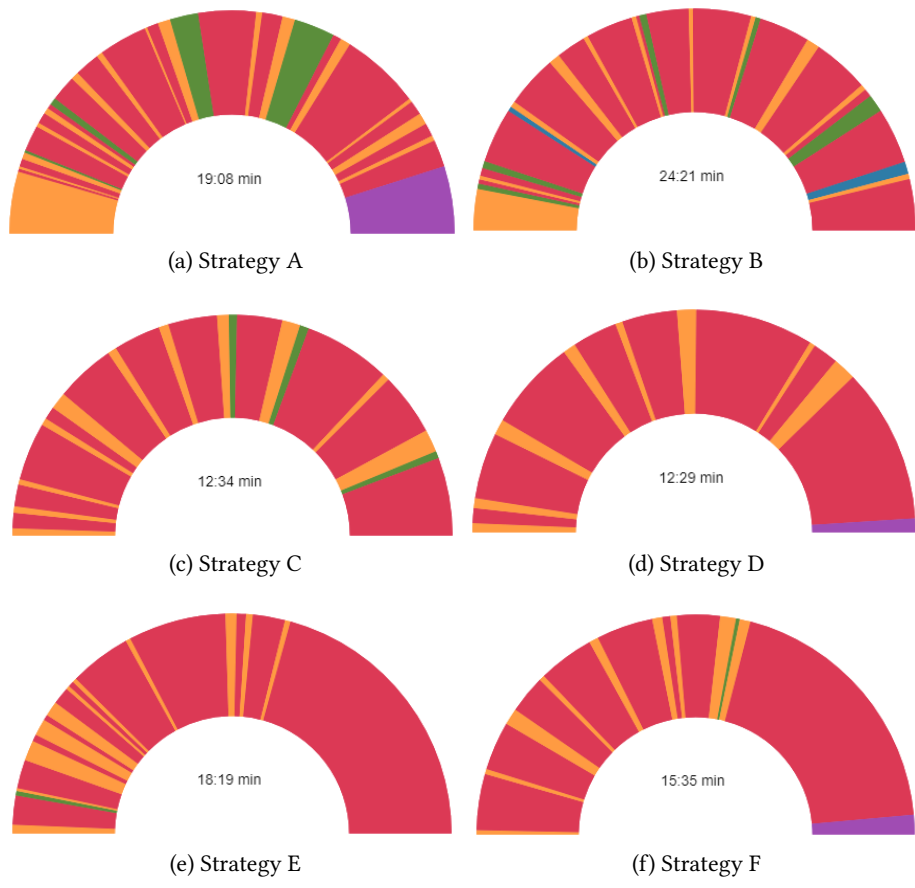 19:08 min
24:21 min
(a) Strategy A
(b) Strategy B
12:34 min
12:29 min
(c) Strategy C
(d) Strategy D
18:19 min
15:35 min
(e) Strategy E
(f) Strategy F